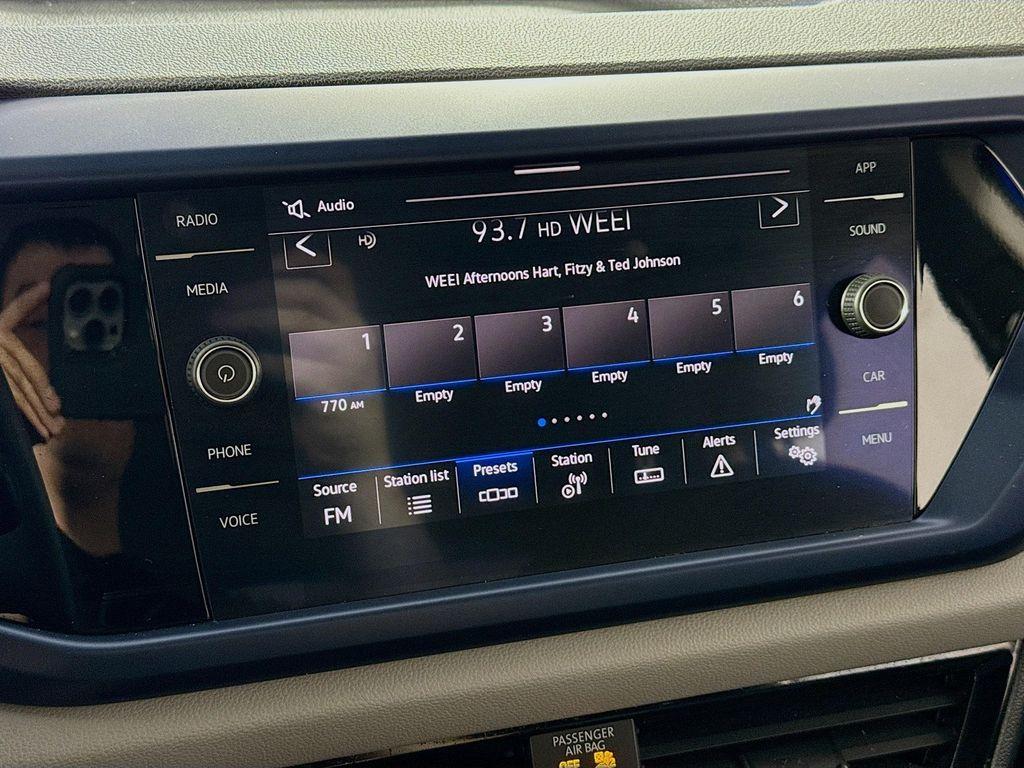 APP
RADIO
Audio
SOUND
93.7 HD WEEI
HD
WEEI Afternoons Hart, Fitzy & Ted Johnson
MEDIA
1
2
3
4
5
6
770 AM
Empty
Empty
Empty
Empty
Empty
CAR
PHONE
MENU
Source
FM
Station list
Presets
Station
Tune
Alerts
Settings
VOICE
PASSENGER
AIR BAG
OFF